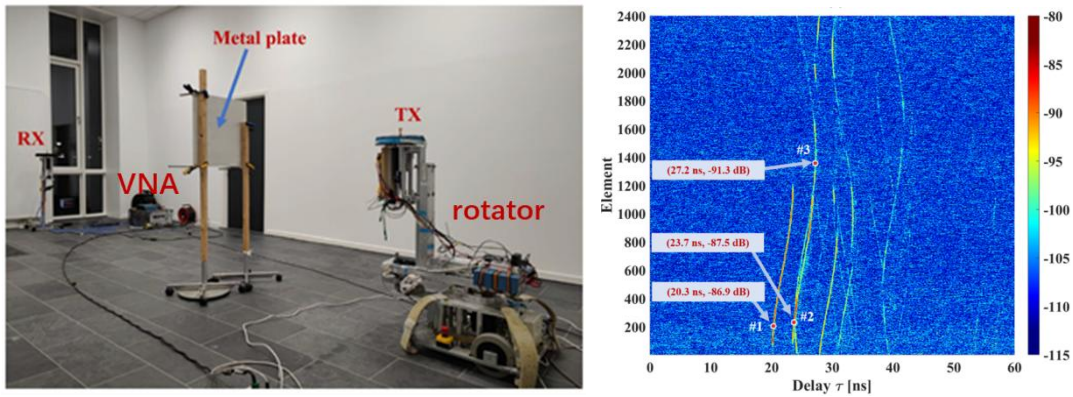 Metal plate
TX
RX
VNA
rotator
2400
2200
2000
1800
1600
1400
1200
1000
800
600
400
200
Element
#3
(27.2 ns, -91.3 dB)
(23.7 ns, -87.5 dB)
(20.3 ns, -86.9 dB)
#1
#2
0 10 20 30 40 50 60
Delay τ [ns]
-80
-85
-90
-95
-100
-105
-110
-115